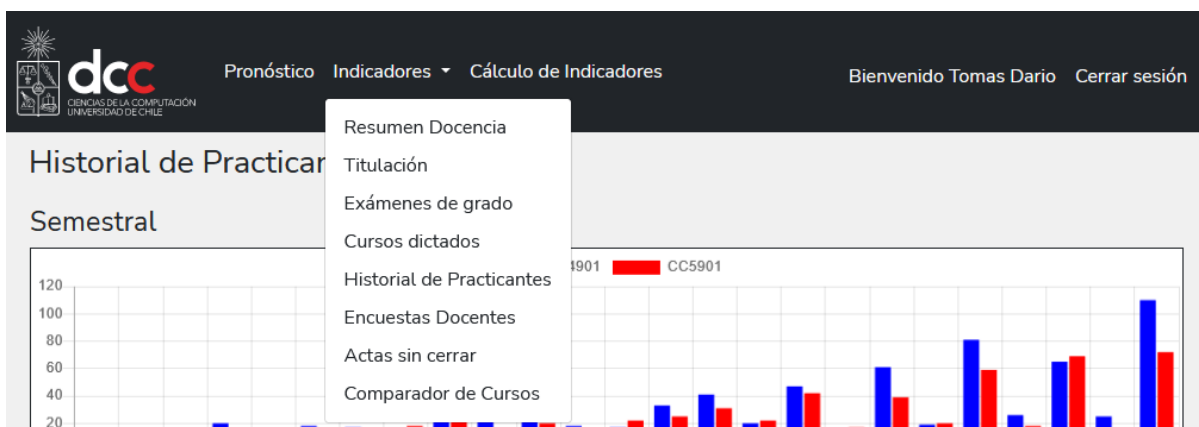 dcc
CIENCIAS DE LA COMPUTACIÓN
UNIVERSIDAD DE CHILE
Pronóstico Indicadores Cálculo de Indicadores Bienvenido Tomas Dario Cerrar sesión
Resumen Docencia
Titulación
Exámenes de grado
Cursos dictados
Historial de Practicantes
Encuestas Docentes
Actas sin cerrar
Comparador de Cursos
Historial de Practican
Semestral
4901 CC5901
120
100
80
60
40
20